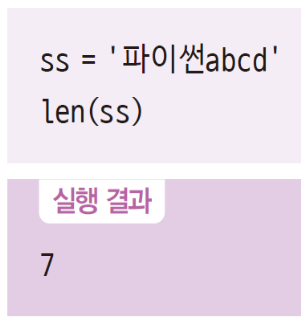 ss = '파이썬abcd'
len(ss)
실행 결과
7